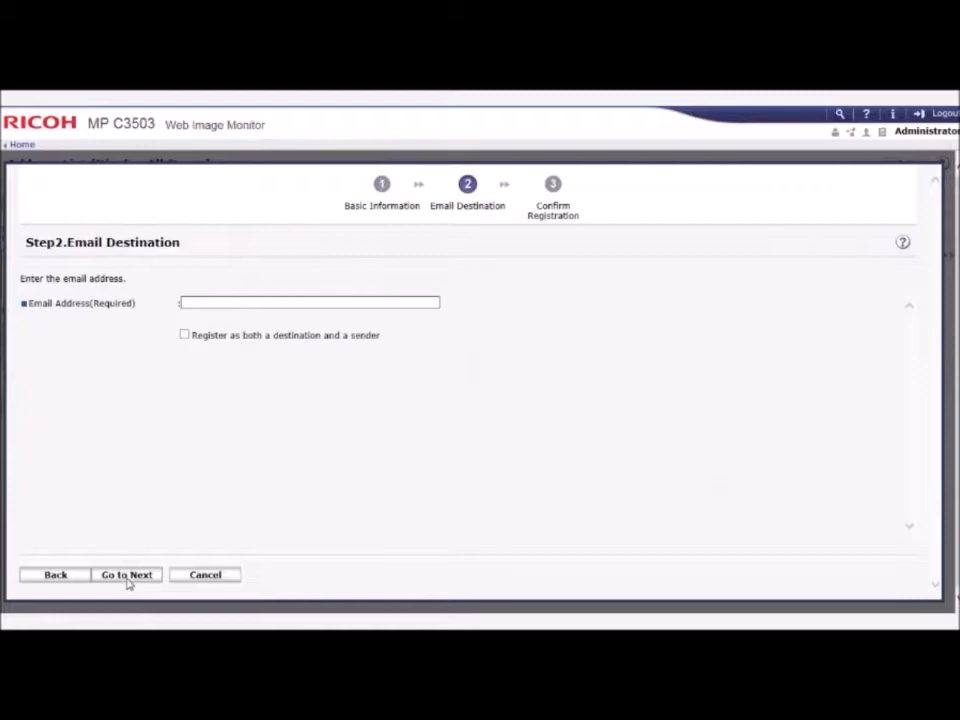 RICOH MP C3503 Web Image Monitor
? i Logout
Home
Administrator
1 2 3
Basic Information Email Destination Confirm Registration
Step2.Email Destination ?
Enter the email address.
Email Address(Required) :
Register as both a destination and a sender
Back Go to Next Cancel